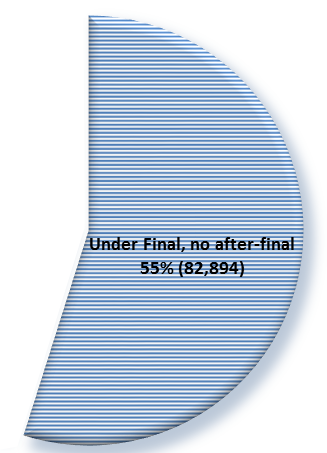 Under Final, no after-final
55% (82,894)